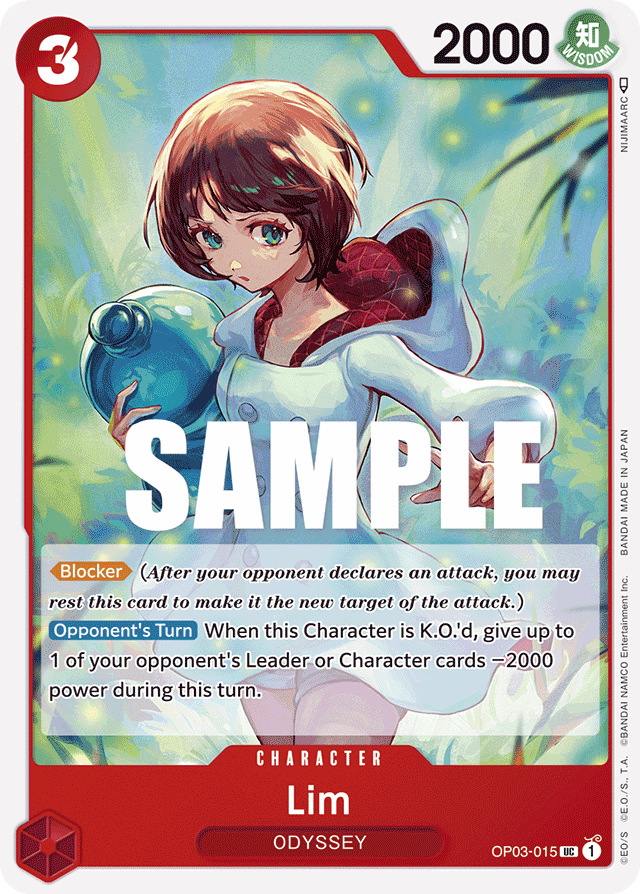 3
2000
知
WISDOM
NIJIMAARC
SAMPLE
Blocker (After your opponent declares an attack, you may
rest this card to make it the new target of the attack.)
Opponent's Turn When this Character is K.O.'d, give up to
1 of your opponent's Leader or Character cards −2000
power during this turn.
CHARACTER
Lim
ODYSSEY
OP03-015 UC 1
©EO/S ©E.O./S., T.A. ©BANDAI NAMCO Entertainment Inc. BANDAI MADE IN JAPAN